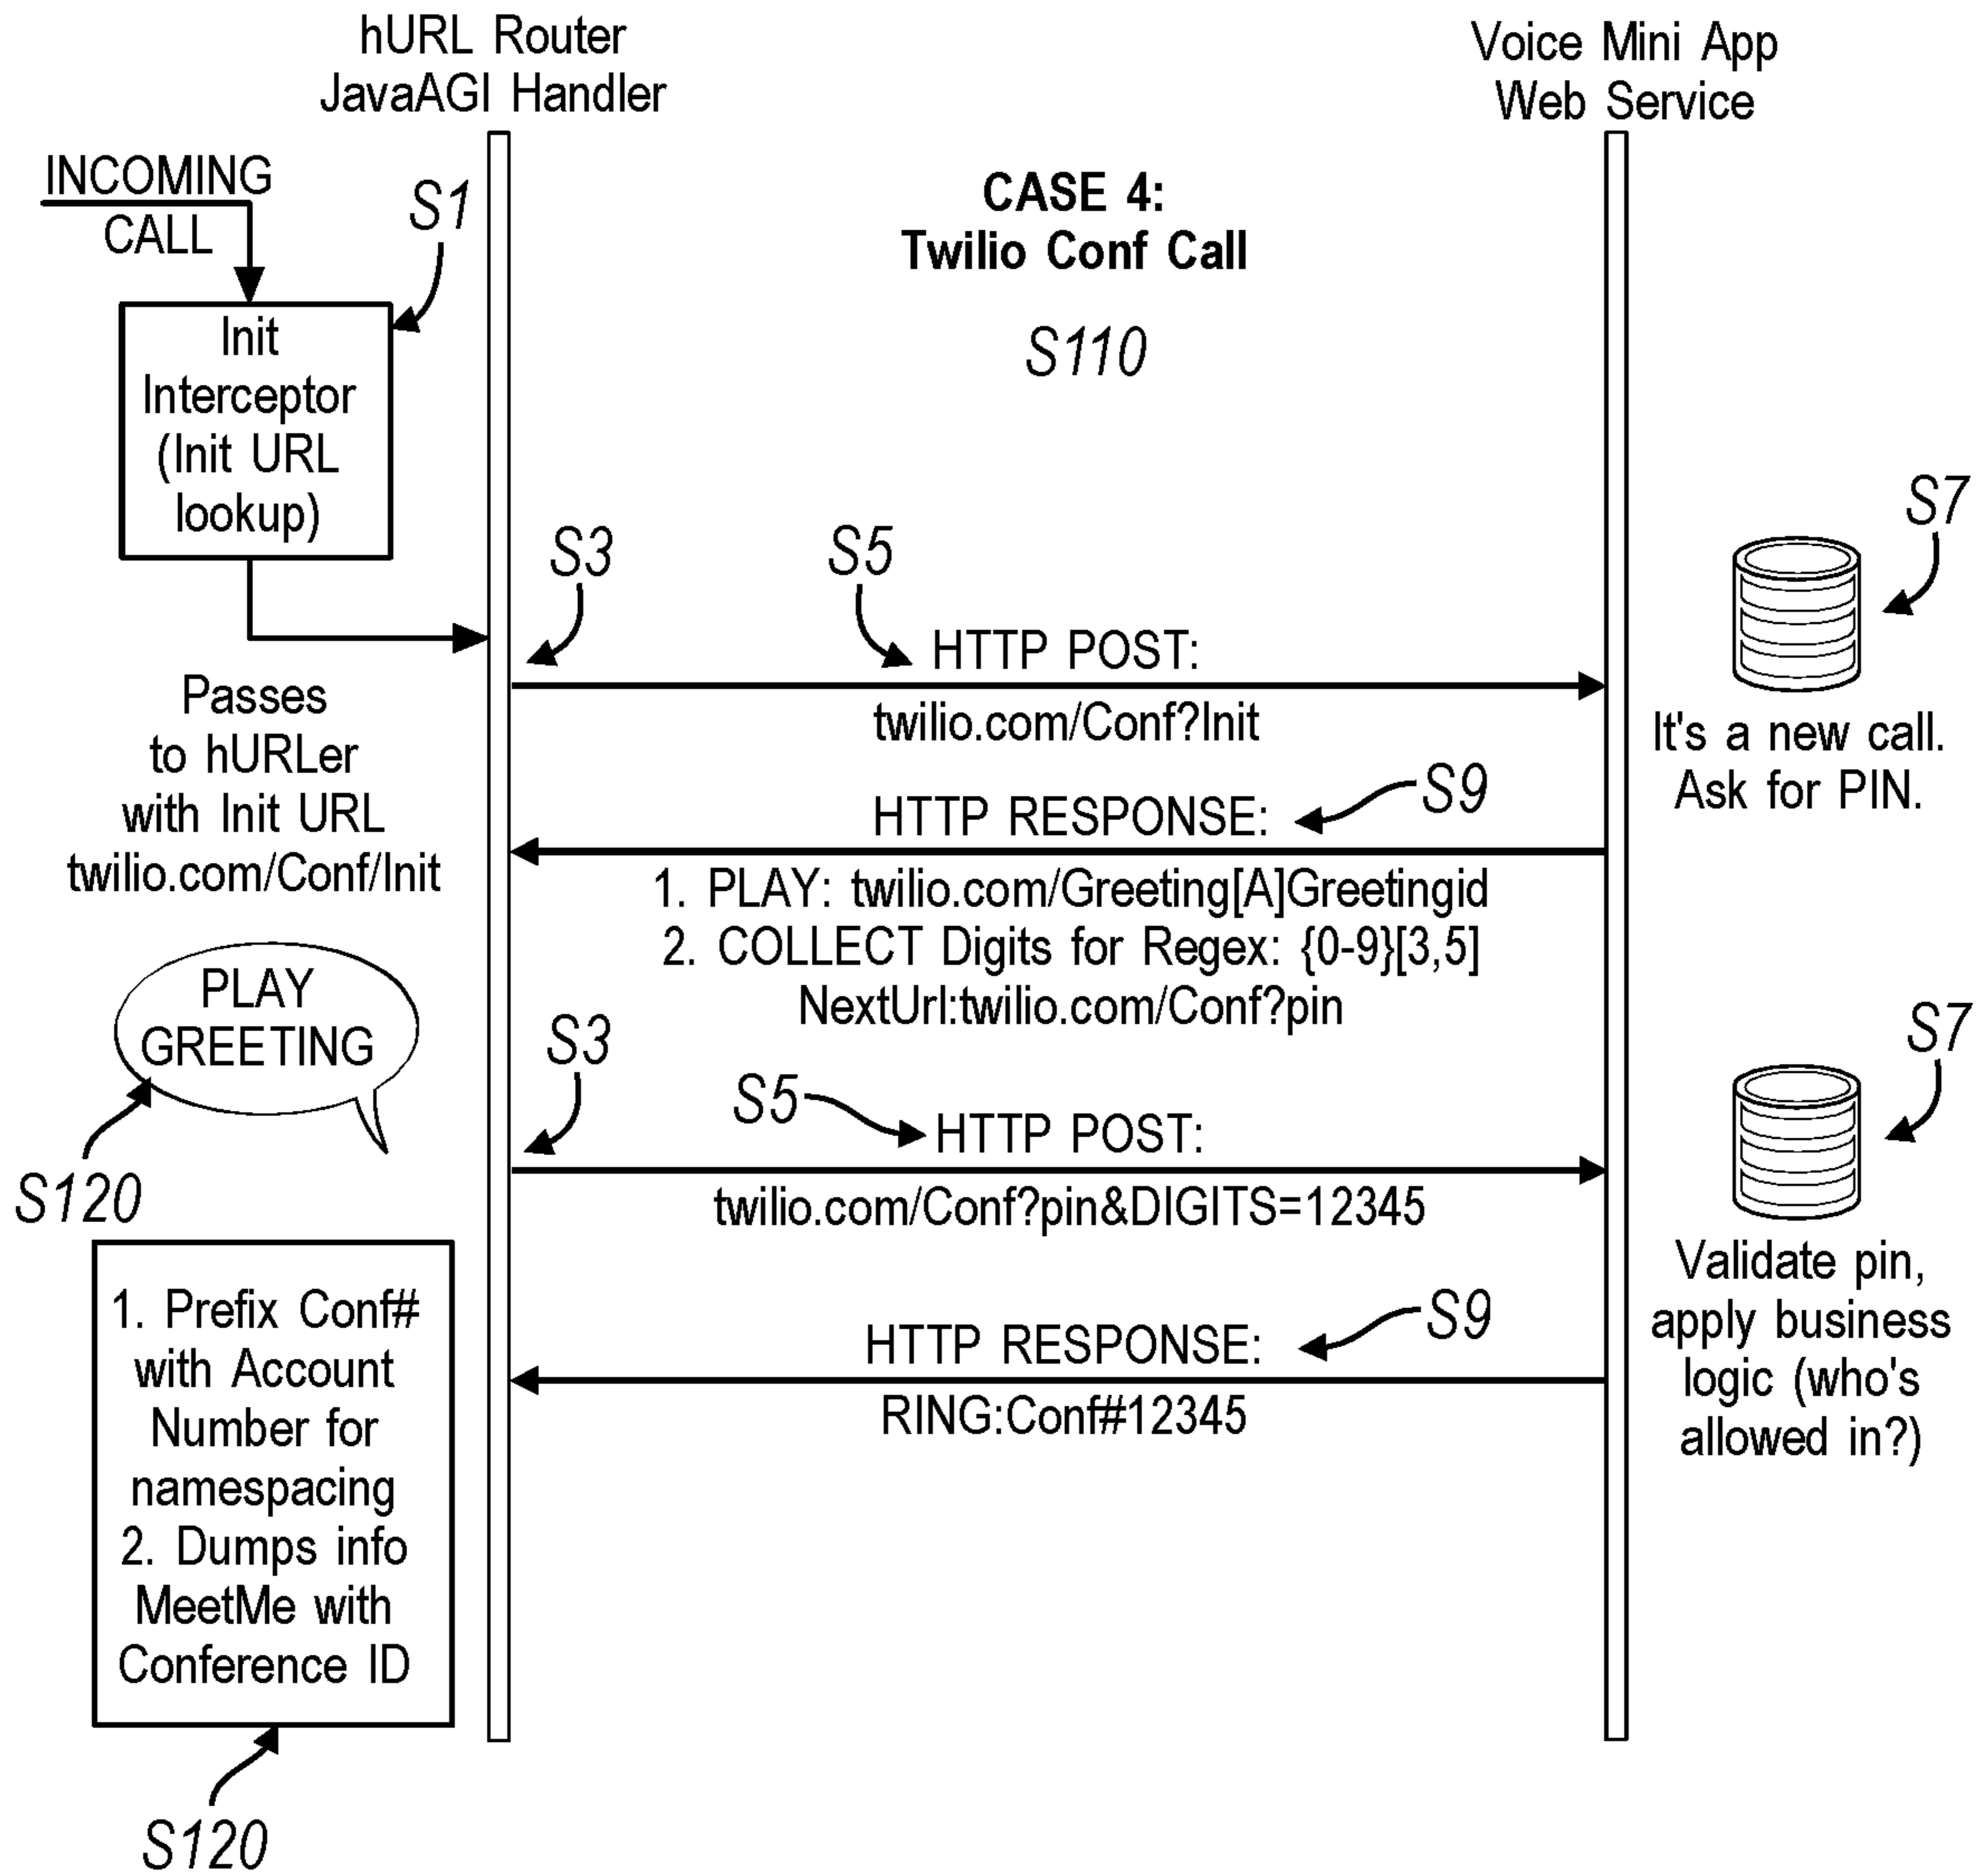 hURL Router
JavaAGI Handler
Voice Mini App
Web Service
INCOMING
CALL
S1
CASE 4:
Twilio Conf Call
S110
Init
Interceptor
(Init URL
lookup)
S3
S5
S7
HTTP POST:
twilio.com/Conf?Init
It's a new call.
Ask for PIN.
Passes
to hURLer
with Init URL
twilio.com/Conf/Init
S9
HTTP RESPONSE:
1. PLAY: twilio.com/Greeting[A]Greetingid
2. COLLECT Digits for Regex: {0-9}[3,5]
NextUrl:twilio.com/Conf?pin
PLAY
GREETING
S120
S3
S5
S7
HTTP POST:
twilio.com/Conf?pin&DIGITS=12345
Validate pin,
apply business
logic (who's
allowed in?)
S9
HTTP RESPONSE:
RING:Conf#12345
1. Prefix Conf#
with Account
Number for
namespacing
2. Dumps info
MeetMe with
Conference ID
S120